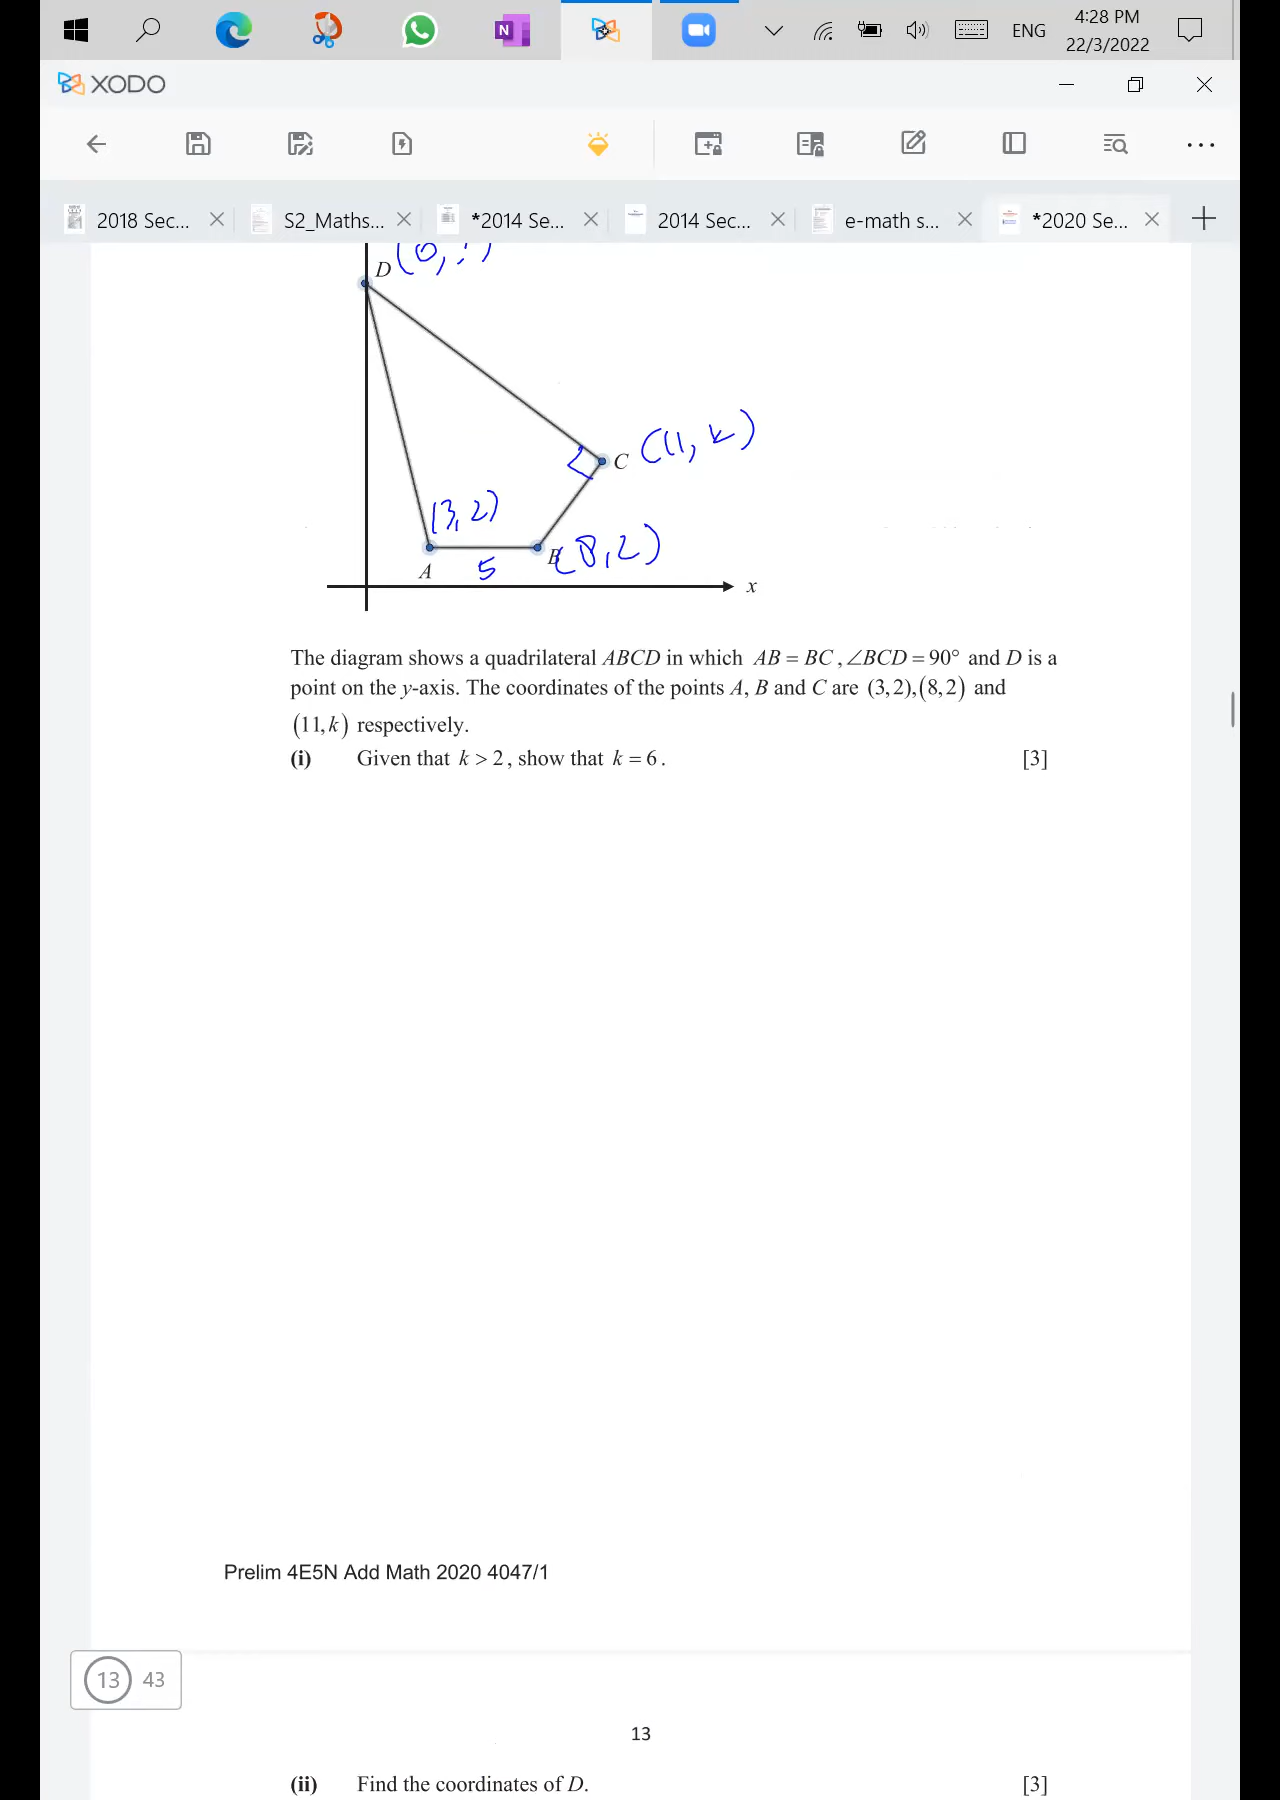 4:28 PM
ENG
22/3/2022
XODO
2018 Sec...
S2_Maths...
*2014 Se...
2014 Sec...
e-math s...
*2020 Se...
D
C (11, k)
(3, 2)
B (8, 2)
A
5
x
The diagram shows a quadrilateral ABCD in which AB = BC, ∠BCD = 90° and D is a
point on the y-axis. The coordinates of the points A, B and C are (3, 2), (8, 2) and
(11, k) respectively.
(i) Given that k > 2, show that k = 6. [3]
Prelim 4E5N Add Math 2020 4047/1
13 43
13
(ii) Find the coordinates of D. [3]